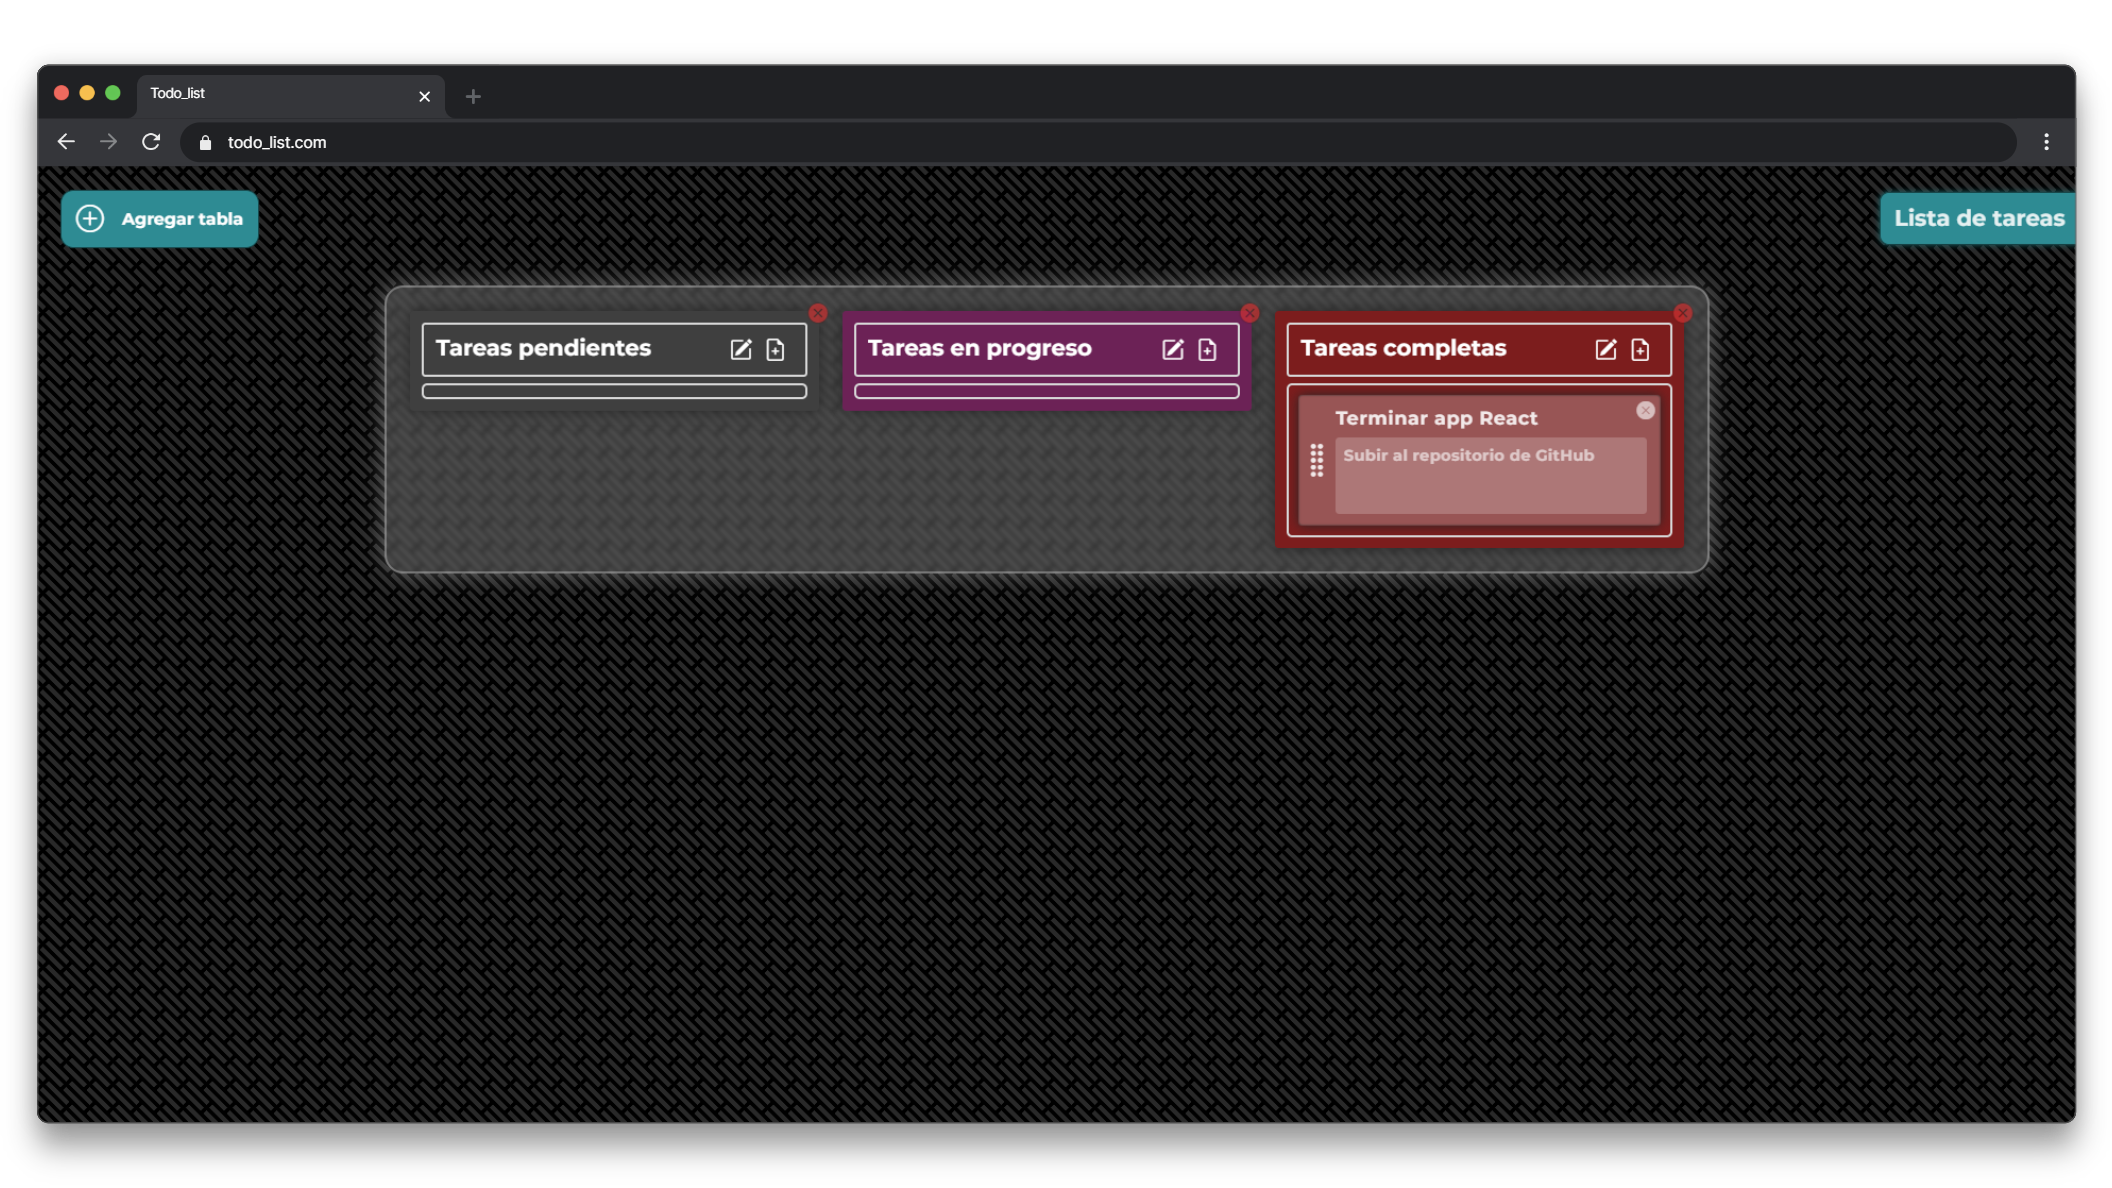 Todo_list
todo_list.com
Agregar tabla
Lista de tareas
Tareas pendientes
Tareas en progreso
Tareas completas
Terminar app React
Subir al repositorio de GitHub